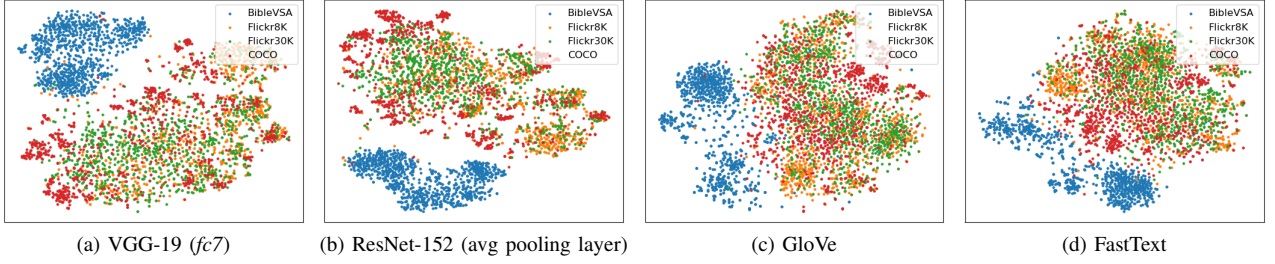 BibleVSA
Flickr8K
Flickr30K
COCO
BibleVSA
Flickr8K
Flickr30K
COCO
BibleVSA
Flickr8K
Flickr30K
COCO
BibleVSA
Flickr8K
Flickr30K
COCO
(a) VGG-19 (fc7)
(b) ResNet-152 (avg pooling layer)
(c) GloVe
(d) FastText